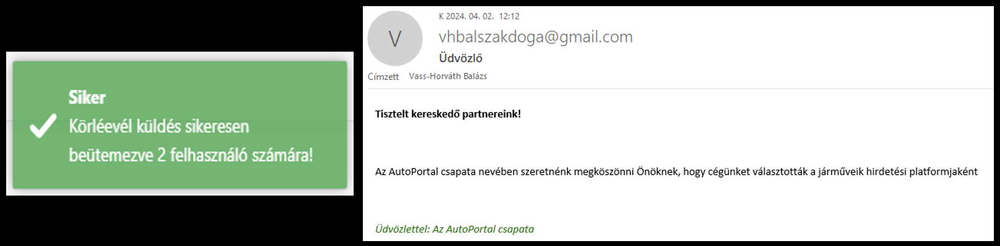 Siker
Körléevél küldés sikeresen
beütemezve 2 felhasználó számára!
V
K 2024. 04. 02. 12:12
vhbalszakdoga@gmail.com
Üdvözlő
Címzett Vass-Horváth Balázs
Tisztelt kereskedő partnereink!
Az AutoPortal csapata nevében szeretnénk megköszönni Önöknek, hogy cégünket választották a járműveik hirdetési platformjaként
Üdvözlettel: Az AutoPortal csapata